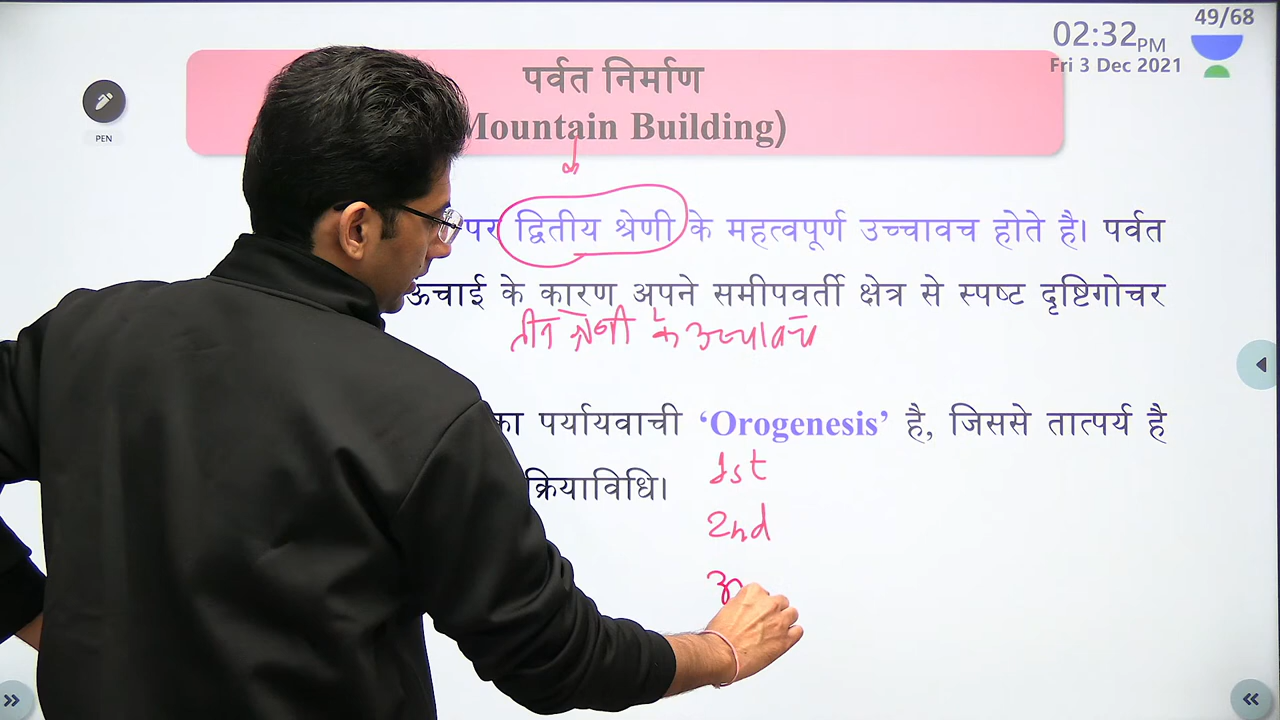 49/68
02:32PM
Fri 3 Dec 2021
PEN
पर्वत निर्माण
Mountain Building)
पर द्वितीय श्रेणी के महत्वपूर्ण उच्चावच होते है। पर्वत
ऊचाई के कारण अपने समीपवर्ती क्षेत्र से स्पष्ट दृष्टिगोचर
तीन श्रेणी के उच्चावच
का पर्यायवाची ‘Orogenesis’ है, जिससे तात्पर्य है
1st
क्रियाविधि।
2nd